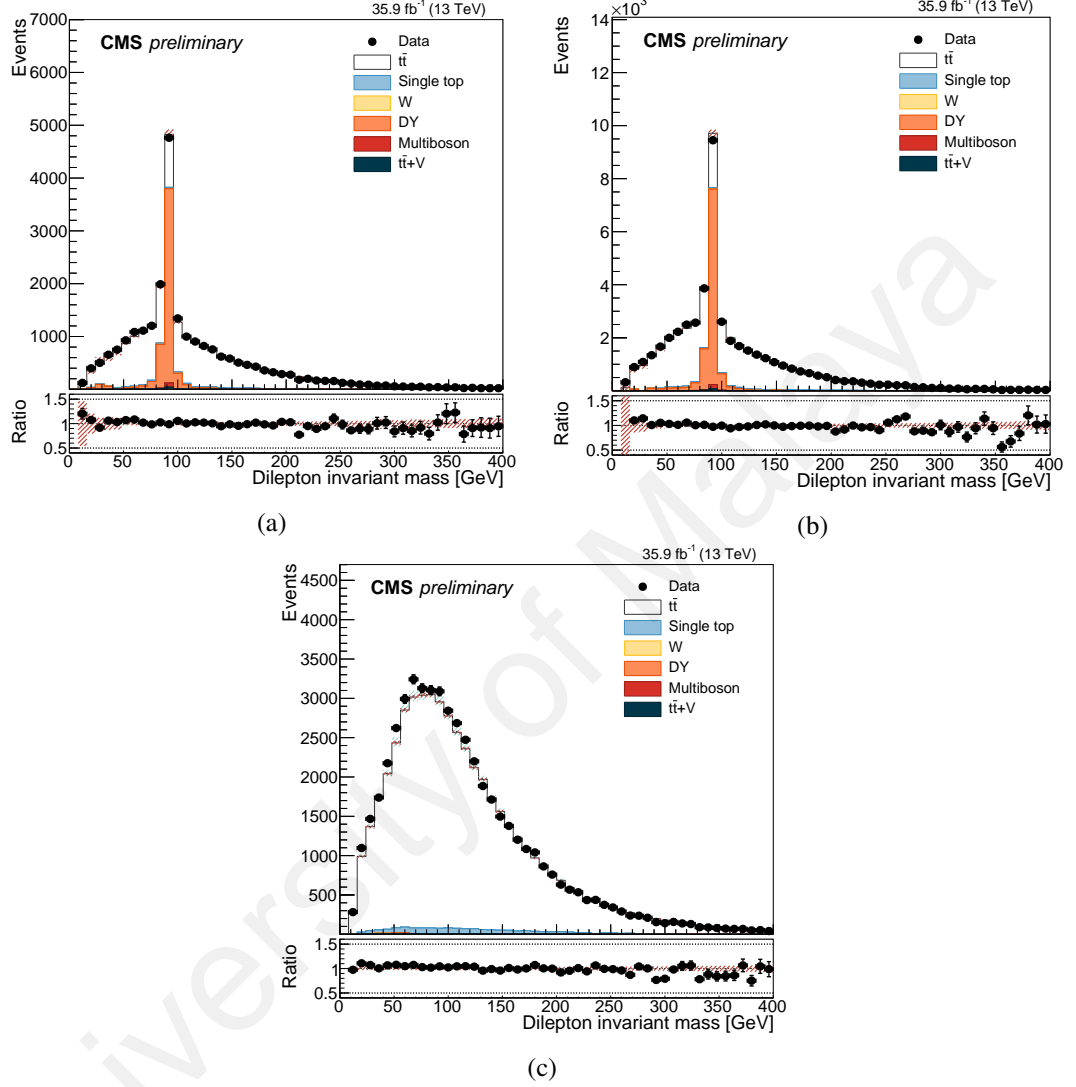 35.9 fb⁻¹ (13 TeV)
CMS preliminary
Events
7000
6000
5000
4000
3000
2000
1000
Data
tt̄
Single top
W
DY
Multiboson
tt̄+V
Ratio
1.5
1
0.5
0 50 100 150 200 250 300 350 400
Dilepton invariant mass [GeV]
(a)
35.9 fb⁻¹ (13 TeV)
×10³
CMS preliminary
Events
14
12
10
8
6
4
2
0
Data
tt̄
Single top
W
DY
Multiboson
tt̄+V
Ratio
1.5
1
0.5
0 50 100 150 200 250 300 350 400
Dilepton invariant mass [GeV]
(b)
35.9 fb⁻¹ (13 TeV)
CMS preliminary
Events
4500
4000
3500
3000
2500
2000
1500
1000
500
Data
tt̄
Single top
W
DY
Multiboson
tt̄+V
Ratio
1.5
1
0.5
0 50 100 150 200 250 300 350 400
Dilepton invariant mass [GeV]
(c)
iversity of Malaya